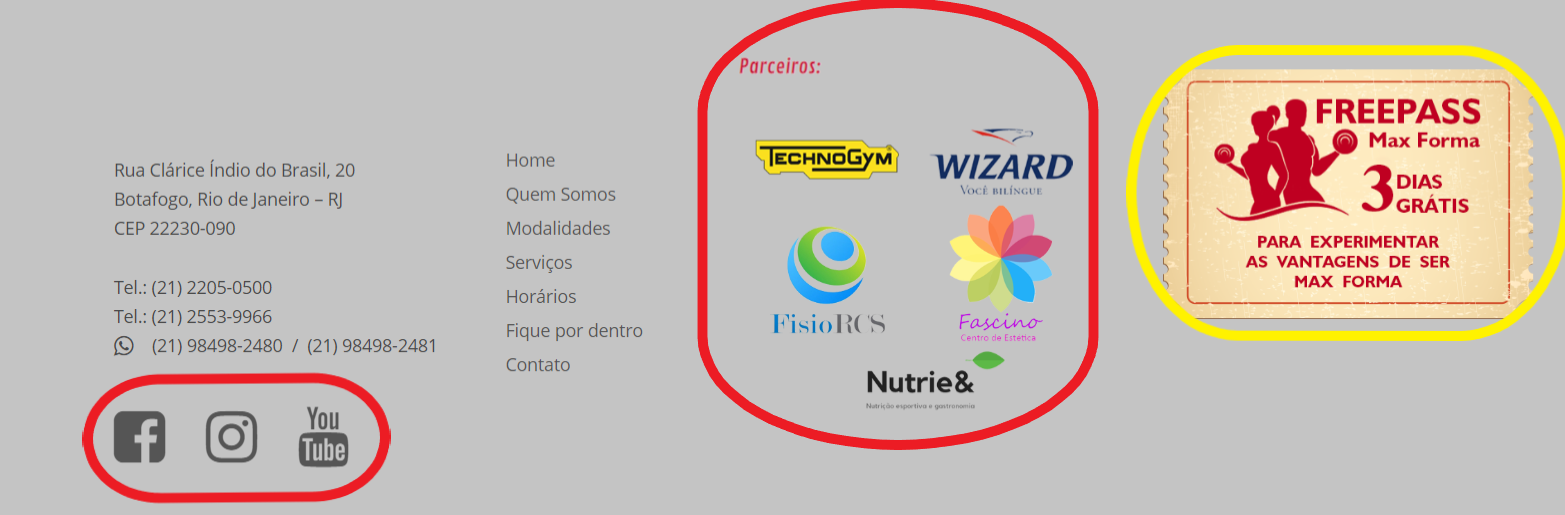 Rua Clárice Índio do Brasil, 20
Botafogo, Rio de Janeiro – RJ
CEP 22230-090
Tel.: (21) 2205-0500
Tel.: (21) 2553-9966
(21) 98498-2480 / (21) 98498-2481
You
Tube
Home
Quem Somos
Modalidades
Serviços
Horários
Fique por dentro
Contato
Parceiros:
TECHNOGYM
WIZARD
VOCÊ BILÍNGUE
FisioRCS
Fascino
Centro de Estetica
Nutrie&
Nutrição esportiva e gastronomia
FREEPASS
Max Forma
3 DIAS
GRÁTIS
PARA EXPERIMENTAR
AS VANTAGENS DE SER
MAX FORMA